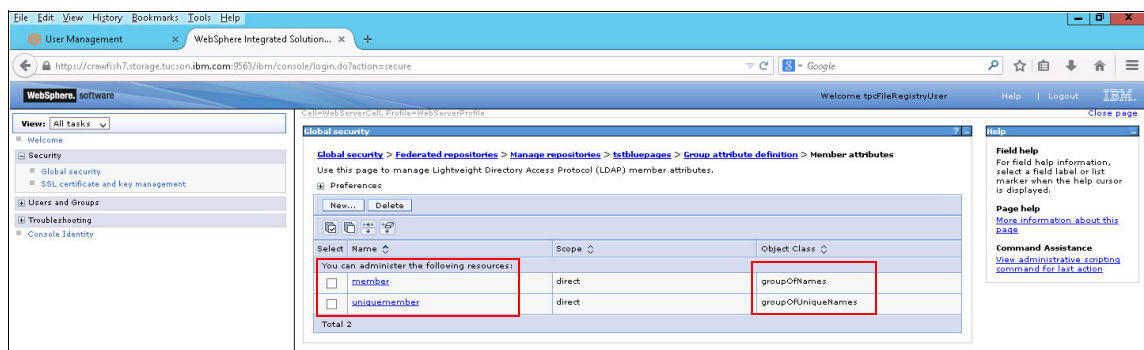 File Edit View History Bookmarks Tools Help
User Management × WebSphere Integrated Solution... × +
https://crawfish7.storage.tucson.ibm.com:9563/ibm/console/login.do?action=secure
Google
WebSphere. software
Welcome tpcFileRegistryUser
Help | Logout
IBM.
View: All tasks
Welcome
Security
Global security
SSL certificate and key management
Users and Groups
Troubleshooting
Console Identity
Cell=WebServerCell, Profile=WebServerProfile
Close page
Global security
Global security > Federated repositories > Manage repositories > tstbluepages > Group attribute definition > Member attributes
Use this page to manage Lightweight Directory Access Protocol (LDAP) member attributes.
Preferences
New... Delete
Select Name Scope Object Class
You can administer the following resources:
member direct groupOfNames
uniquemember direct groupOfUniqueNames
Total 2
Help
Field help
For field help information,
select a field label or list
marker when the help cursor
is displayed.
Page help
More information about this
page
Command Assistance
View administrative scripting
command for last action